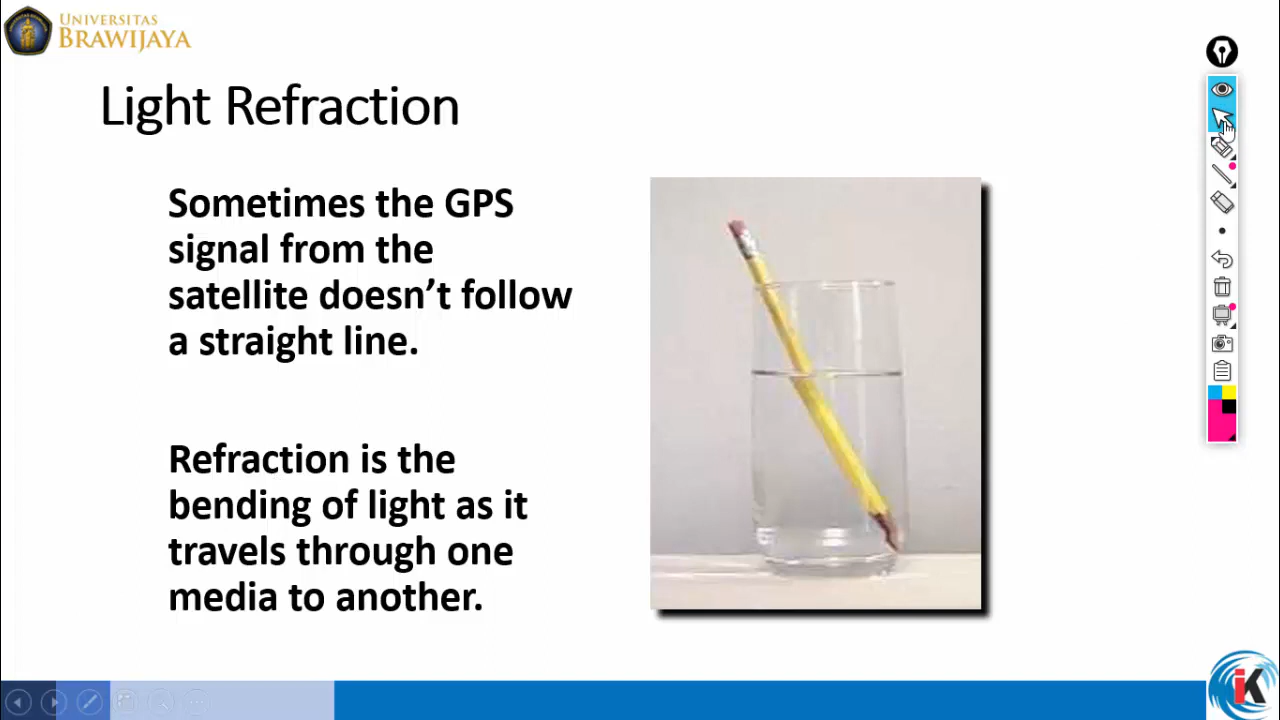 UNIVERSITAS
BRAWIJAYA
Light Refraction
Sometimes the GPS
signal from the
satellite doesn’t follow
a straight line.
Refraction is the
bending of light as it
travels through one
media to another.
iK